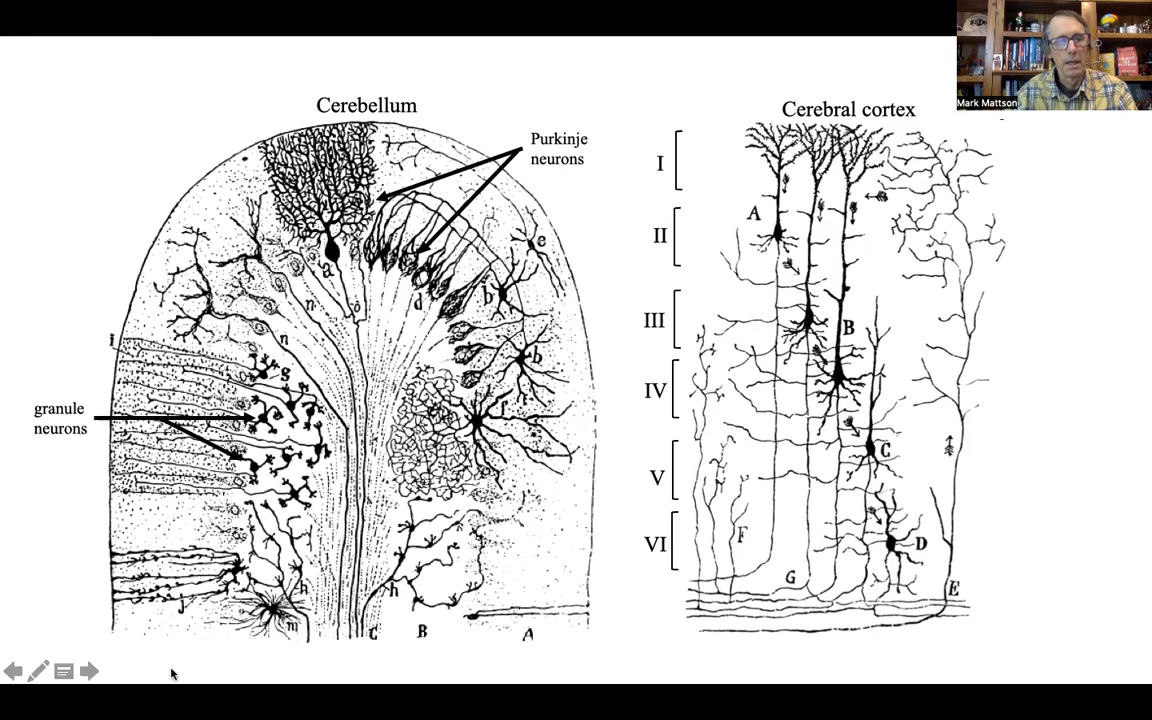 Mark Mattson
Cerebellum
Cerebral cortex
Purkinje
neurons
granule
neurons
I
II
III
IV
V
VI
a
e
b
d
n
o
n
b
i
g
f
j
h
m
h
C
B
A
A
B
C
D
F
G
E